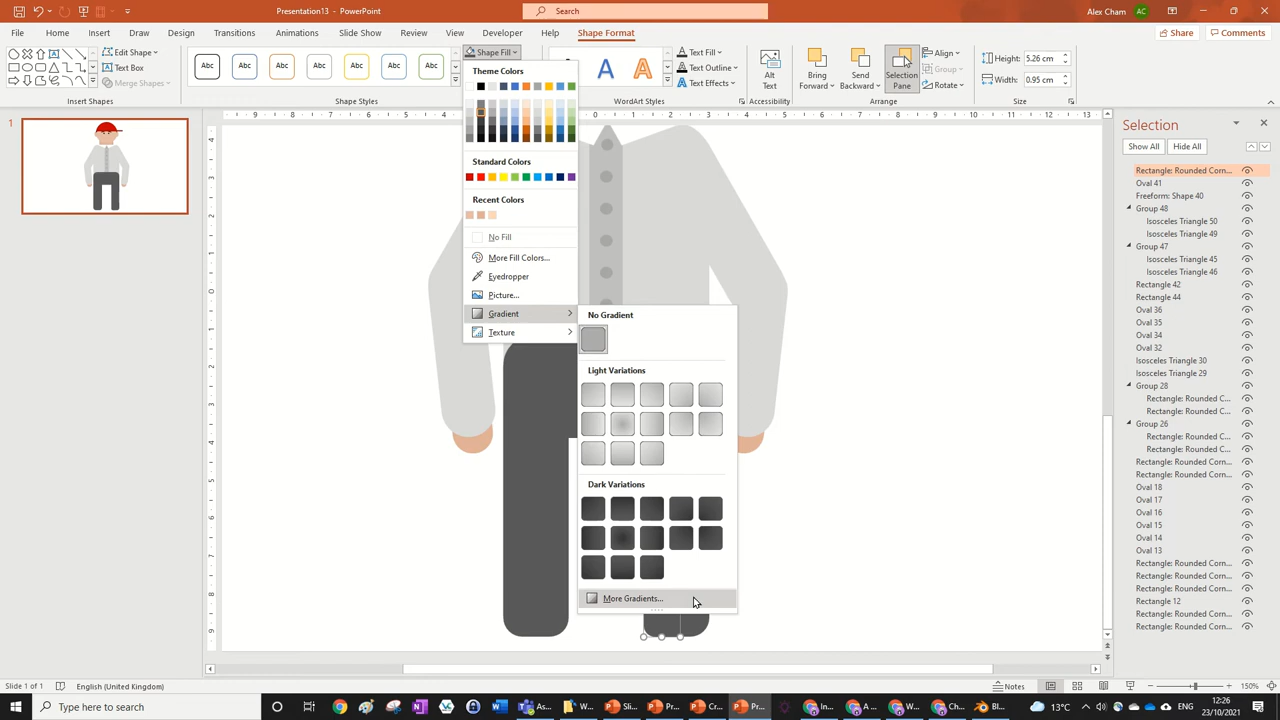 Presentation13 - PowerPoint
Search
Alex Cham AC
File Home Insert Draw Design Transitions Animations Slide Show Review View Developer Help Shape Format
Share Comments
Edit Shape
Text Box
Merge Shapes
Insert Shapes
Abc Abc Abc Abc Abc Abc Abc
Shape Styles
Shape Fill
A A
Text Fill
Text Outline
Text Effects
WordArt Styles
Alt
Text
Accessibility
Bring
Forward
Send
Backward
Selection
Pane
Align
Group
Rotate
Arrange
Height: 5.26 cm
Width: 0.95 cm
Size
Theme Colors
Standard Colors
Recent Colors
No Fill
More Fill Colors...
Eyedropper
Picture...
Gradient
Texture
No Gradient
Light Variations
Dark Variations
More Gradients...
1
Selection
Show All Hide All
Rectangle: Rounded Corn...
Oval 41
Freeform: Shape 40
Group 48
Isosceles Triangle 50
Isosceles Triangle 49
Group 47
Isosceles Triangle 45
Isosceles Triangle 46
Rectangle 42
Rectangle 44
Oval 36
Oval 35
Oval 34
Oval 32
Isosceles Triangle 30
Isosceles Triangle 29
Group 28
Rectangle: Rounded C...
Rectangle: Rounded C...
Group 26
Rectangle: Rounded C...
Rectangle: Rounded C...
Rectangle: Rounded Corn...
Rectangle: Rounded Corn...
Oval 18
Oval 17
Oval 16
Oval 15
Oval 14
Oval 13
Rectangle: Rounded Corn...
Rectangle: Rounded Corn...
Rectangle: Rounded Corn...
Rectangle 12
Rectangle: Rounded Corn...
Rectangle: Rounded Corn...
Slide 1 of 1 English (United Kingdom) Notes 150%
Type here to search
Ass... W... Pr... Pr... Cr... Pr... In... A ... W... Ch... In...
13°C
12:26
23/10/2021